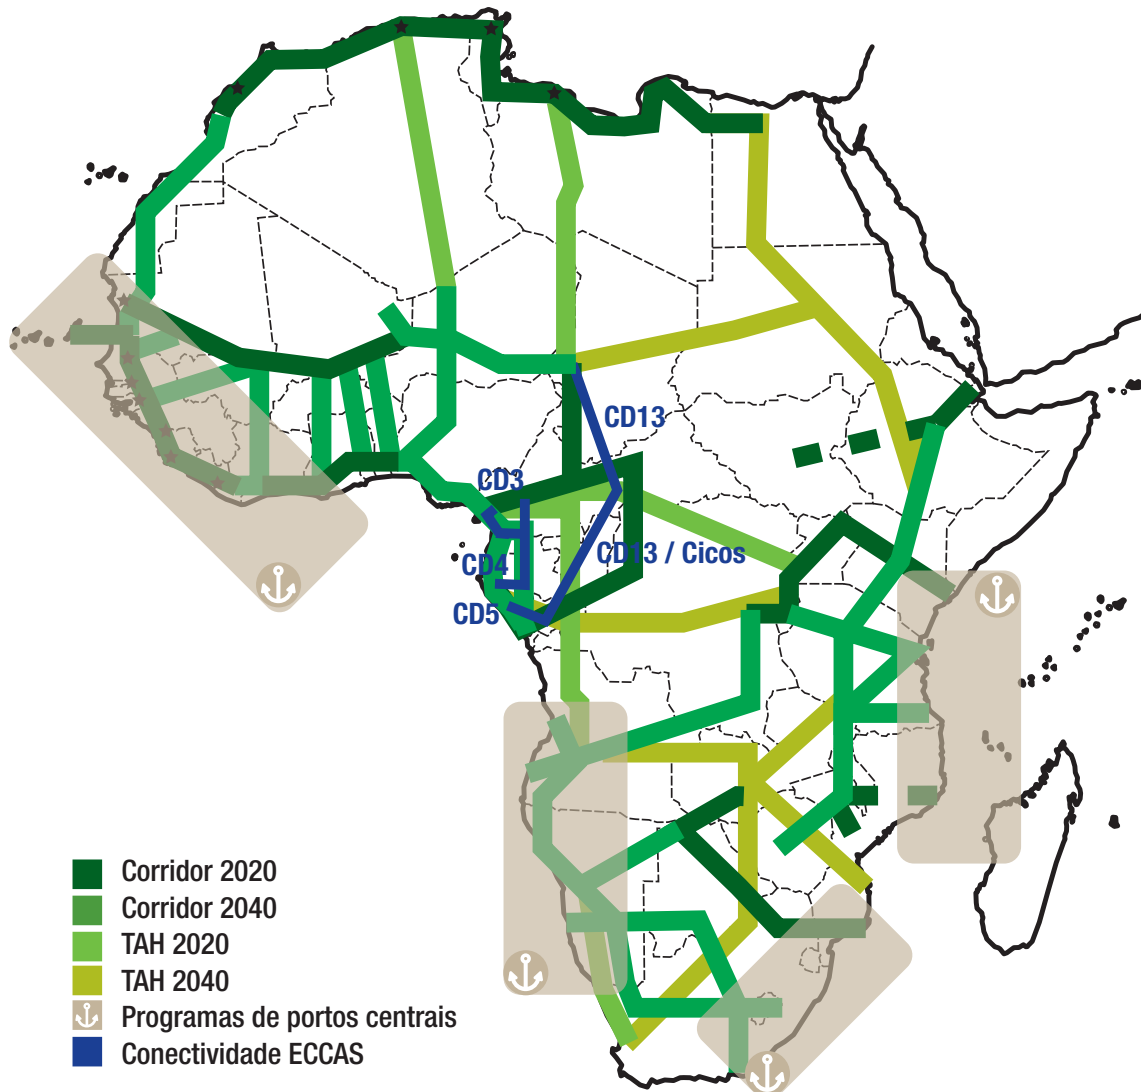 CD13
CD3
CD13 / Cicos
CD4
CD5
Corridor 2020
Corridor 2040
TAH 2020
TAH 2040
Programas de portos centrais
Conectividade ECCAS